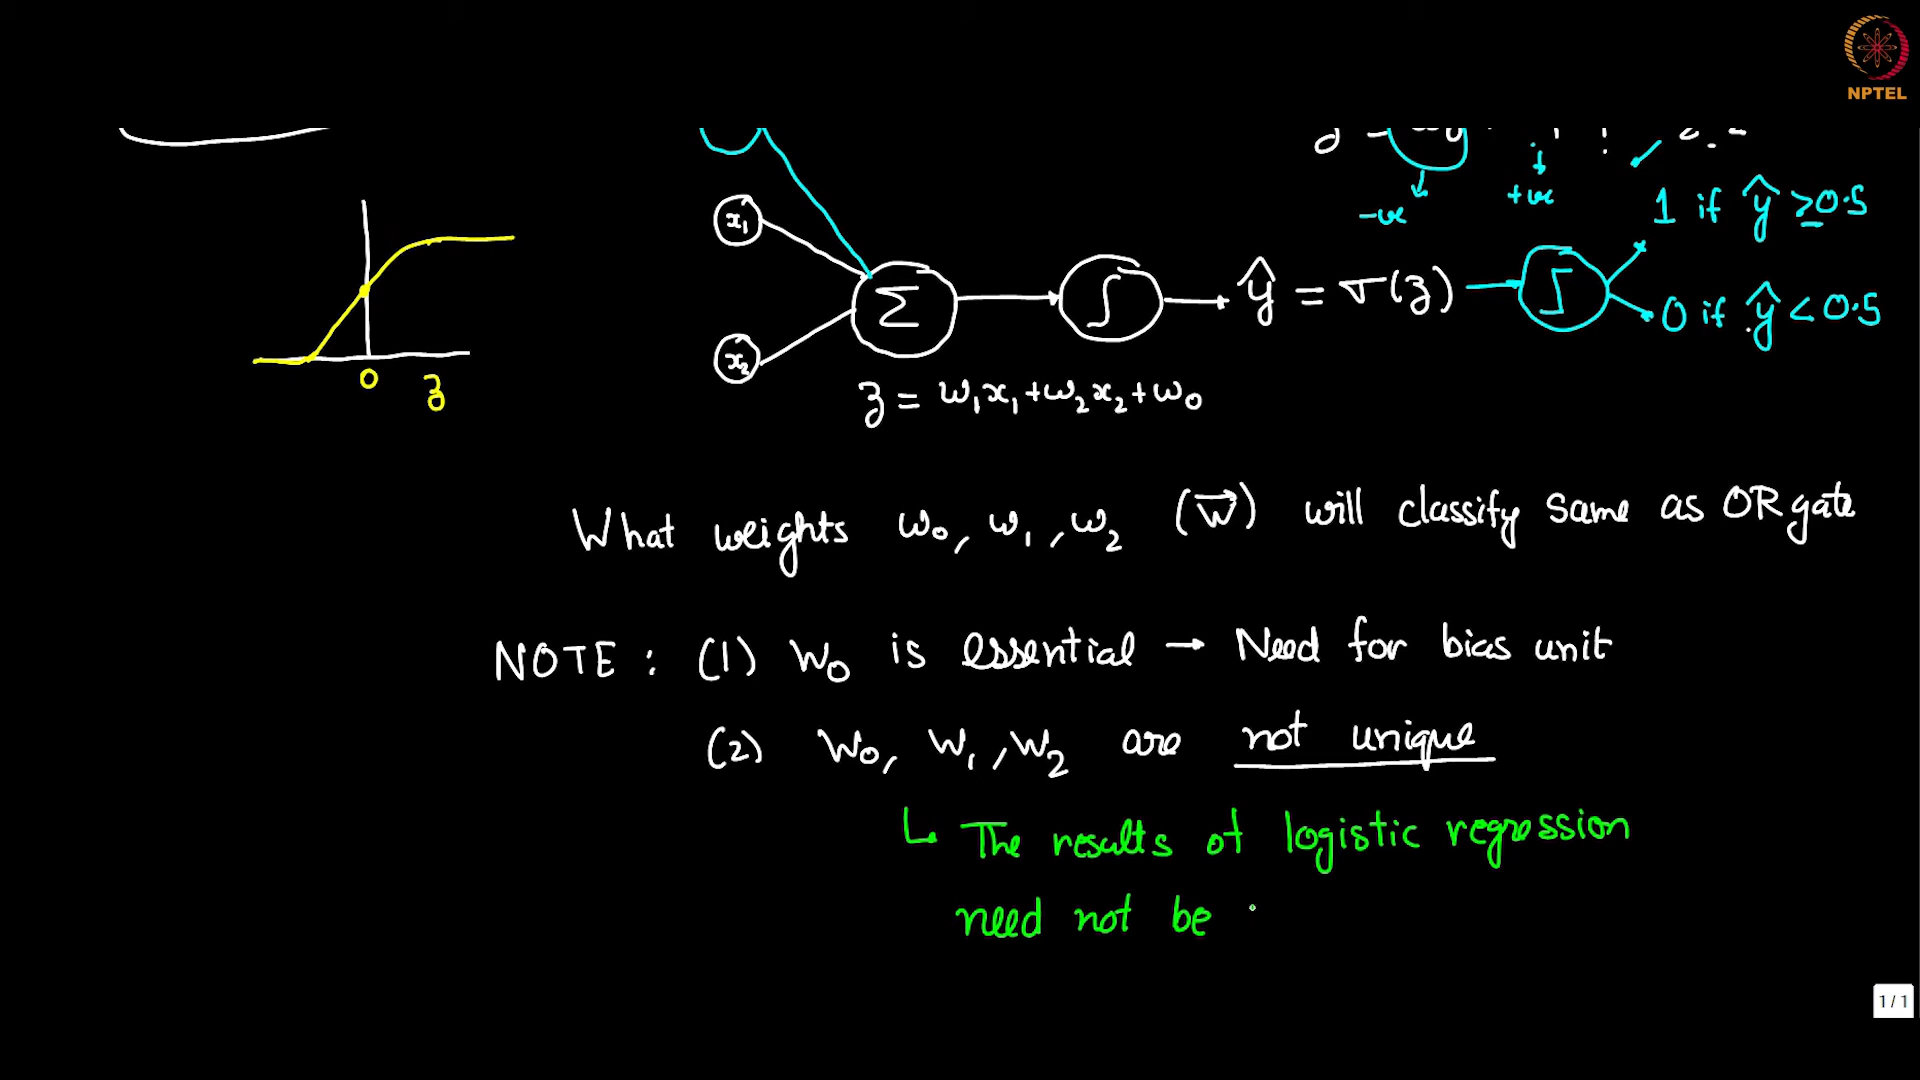 NPTEL
-ve
+ve
x₁
x₂
Σ
∫
ŷ = σ(z)
∫
1 if ŷ ≥ 0.5
0 if ŷ < 0.5
0
z
z = w₁x₁+w₂x₂+w₀
What weights w₀, w₁, w₂ (w⃗) will classify same as OR gate
NOTE : (1) w₀ is essential → Need for bias unit
(2) w₀, w₁, w₂ are not unique
↳ The results of logistic regression
need not be
1 / 1